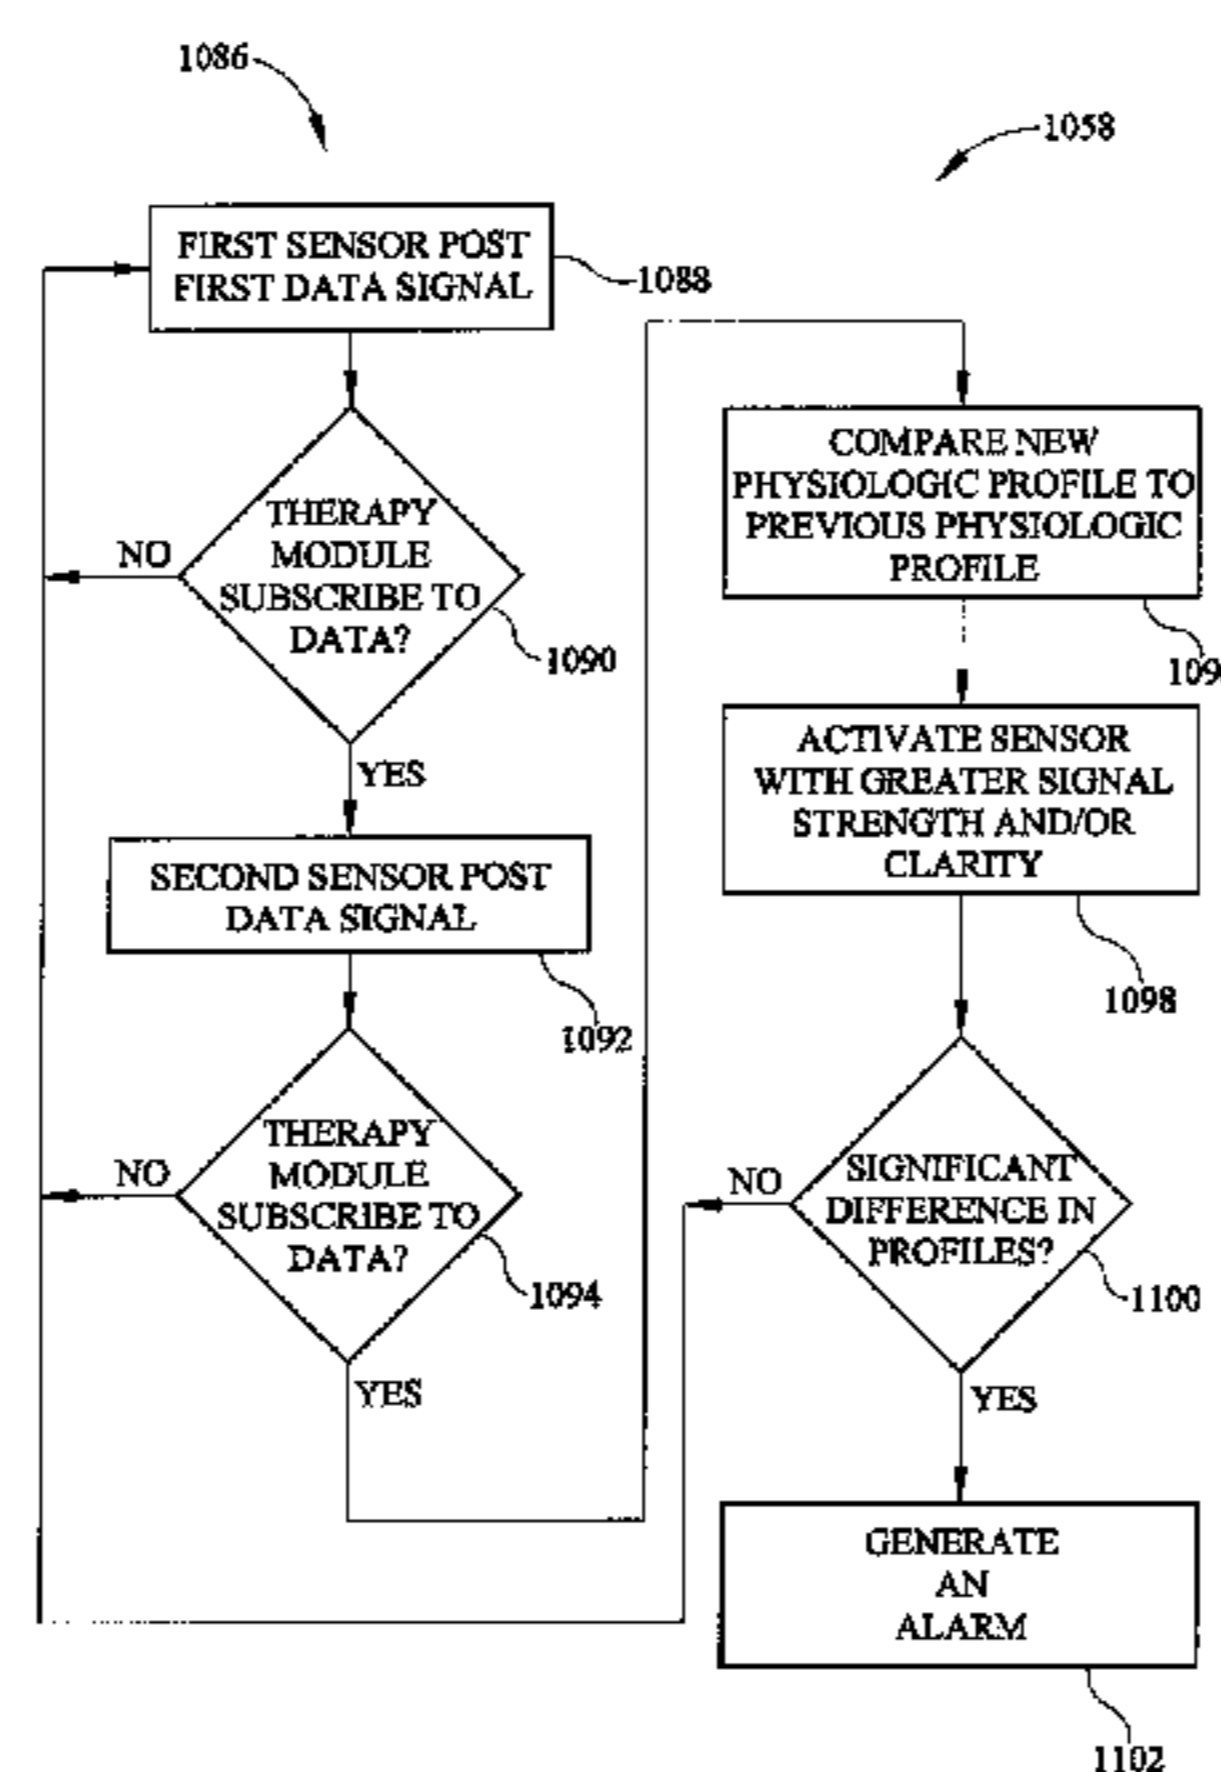 1086
1058
FIRST SENSOR POST
FIRST DATA SIGNAL
1088
THERAPY
MODULE
SUBSCRIBE TO
DATA?
NO
1090
YES
SECOND SENSOR POST
DATA SIGNAL
1092
THERAPY
MODULE
SUBSCRIBE TO
DATA?
NO
1094
YES
COMPARE NEW
PHYSIOLOGIC PROFILE TO
PREVIOUS PHYSIOLOGIC
PROFILE
ACTIVATE SENSOR
WITH GREATER SIGNAL
STRENGTH AND/OR
CLARITY
1098
SIGNIFICANT
DIFFERENCE IN
PROFILES?
NO
1100
YES
GENERATE
AN
ALARM
1102